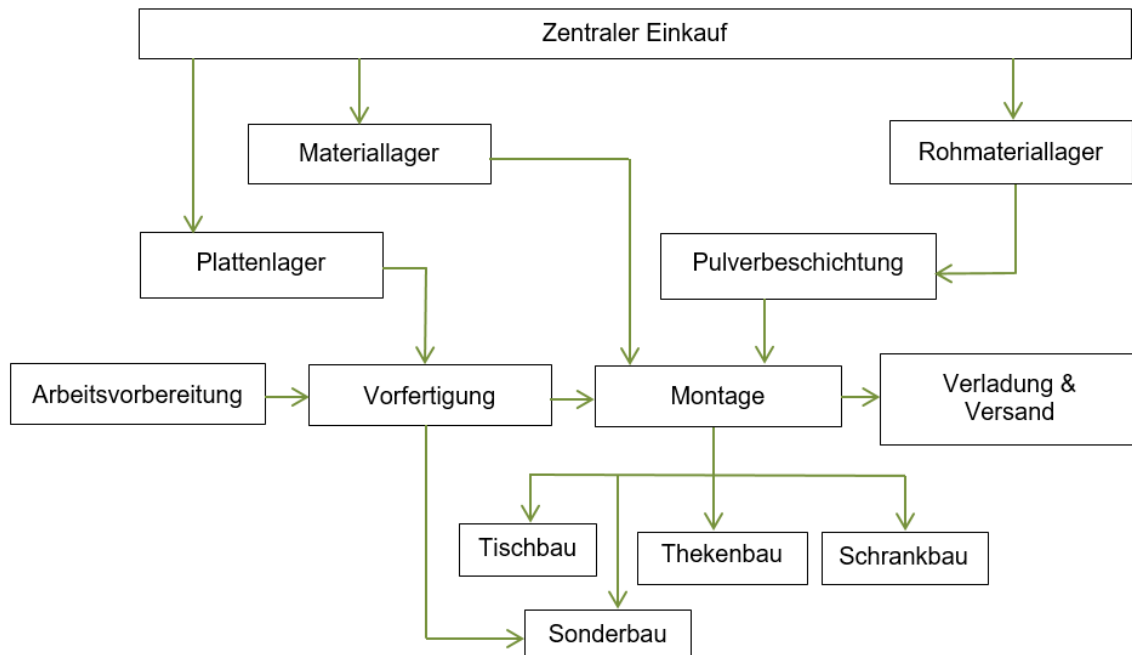 Zentraler Einkauf
Materiallager
Rohmateriallager
Plattenlager
Pulverbeschichtung
Arbeitsvorbereitung
Vorfertigung
Montage
Verladung &
Versand
Tischbau
Thekenbau
Schrankbau
Sonderbau